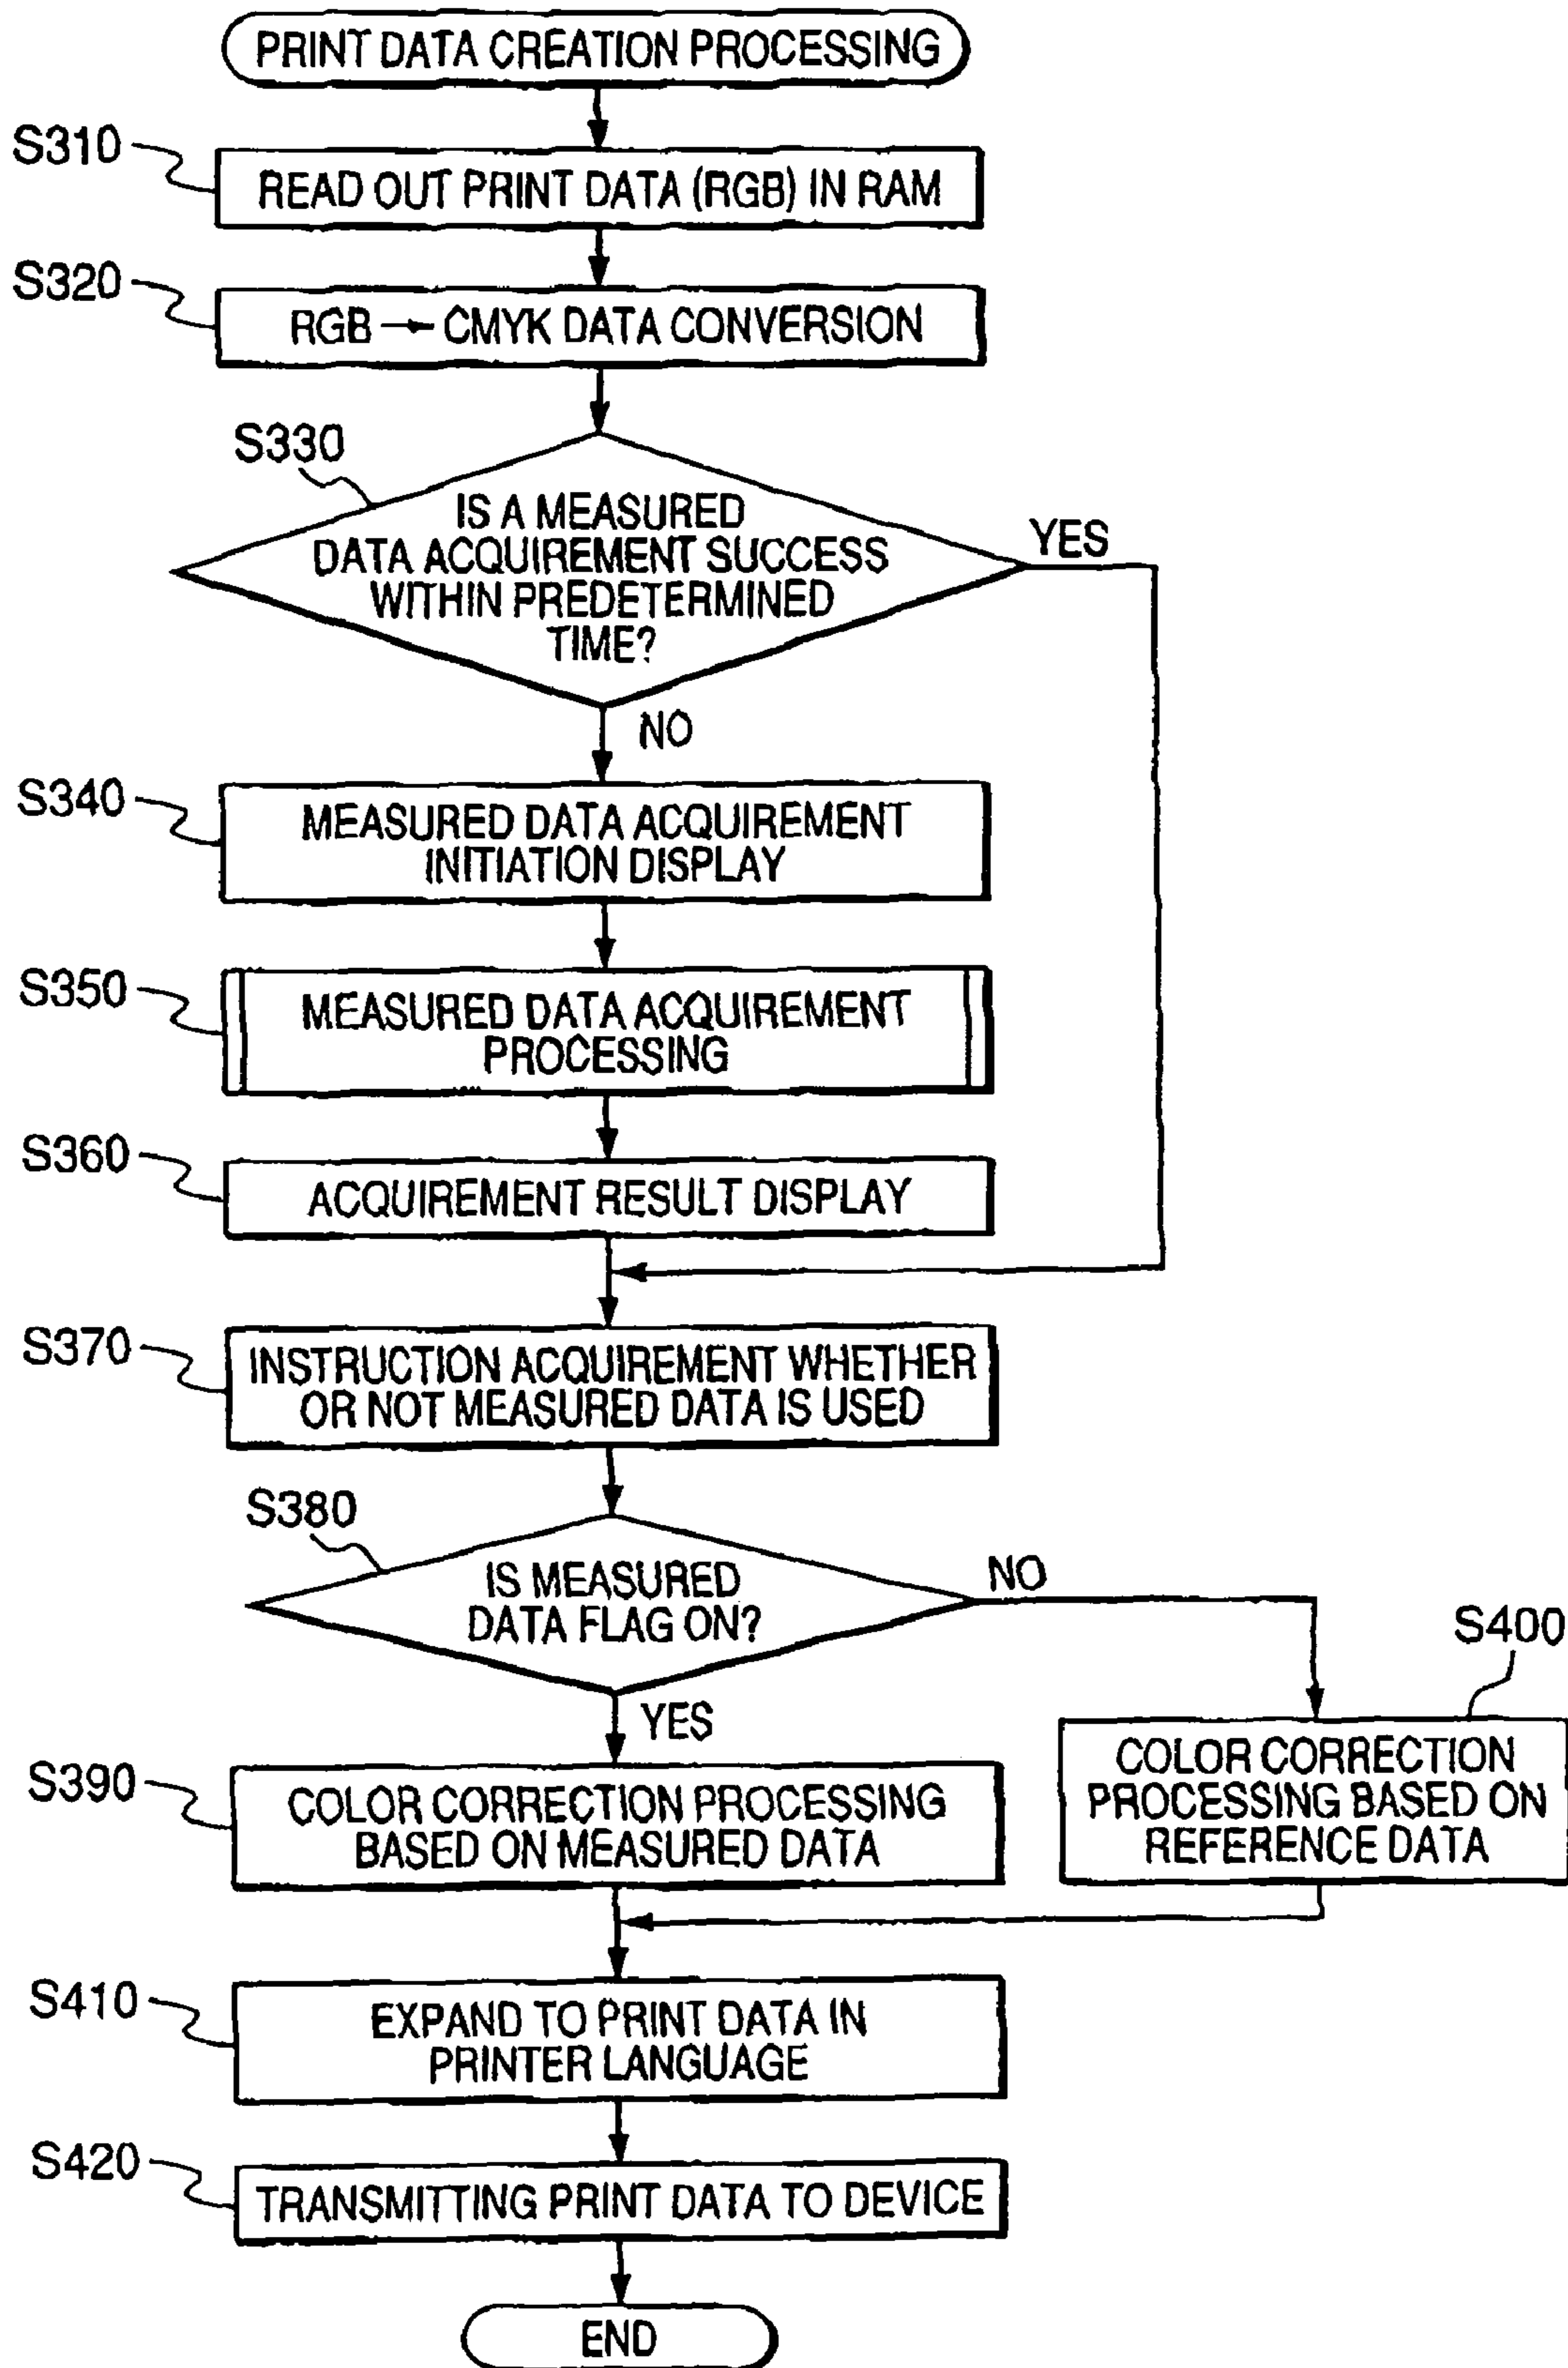 PRINT DATA CREATION PROCESSING
S310
READ OUT PRINT DATA (RGB) IN RAM
S320
RGB → CMYK DATA CONVERSION
S330
IS A MEASURED
DATA ACQUIREMENT SUCCESS
WITHIN PREDETERMINED
TIME?
YES
NO
S340
MEASURED DATA ACQUIREMENT
INITIATION DISPLAY
S350
MEASURED DATA ACQUIREMENT
PROCESSING
S360
ACQUIREMENT RESULT DISPLAY
S370
INSTRUCTION ACQUIREMENT WHETHER
OR NOT MEASURED DATA IS USED
S380
IS MEASURED
DATA FLAG ON?
NO
YES
S400
COLOR CORRECTION
PROCESSING BASED ON
REFERENCE DATA
S390
COLOR CORRECTION PROCESSING
BASED ON MEASURED DATA
S410
EXPAND TO PRINT DATA IN
PRINTER LANGUAGE
S420
TRANSMITTING PRINT DATA TO DEVICE
END